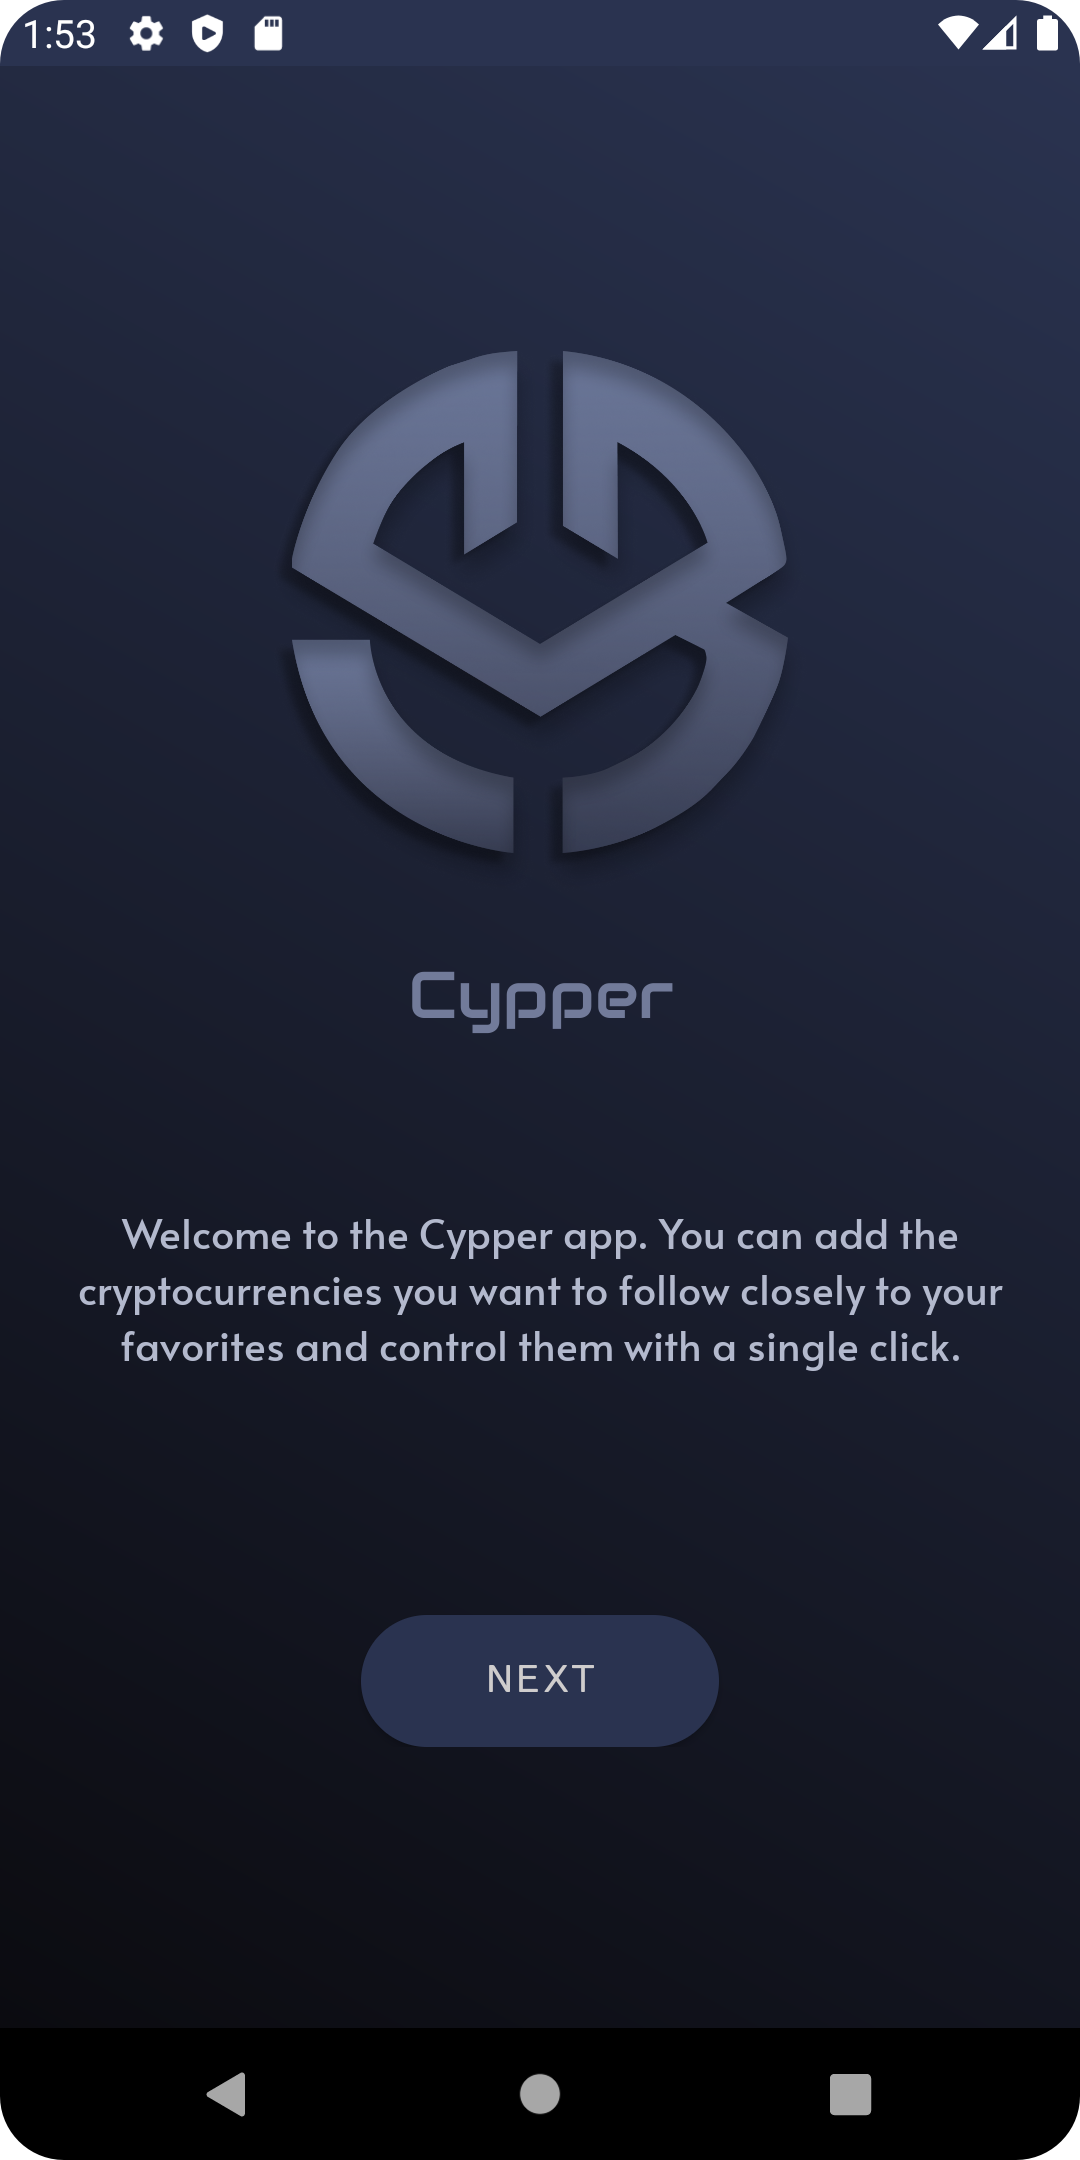 1:53
Cypper
Welcome to the Cypper app. You can add the
cryptocurrencies you want to follow closely to your
favorites and control them with a single click.
NEXT